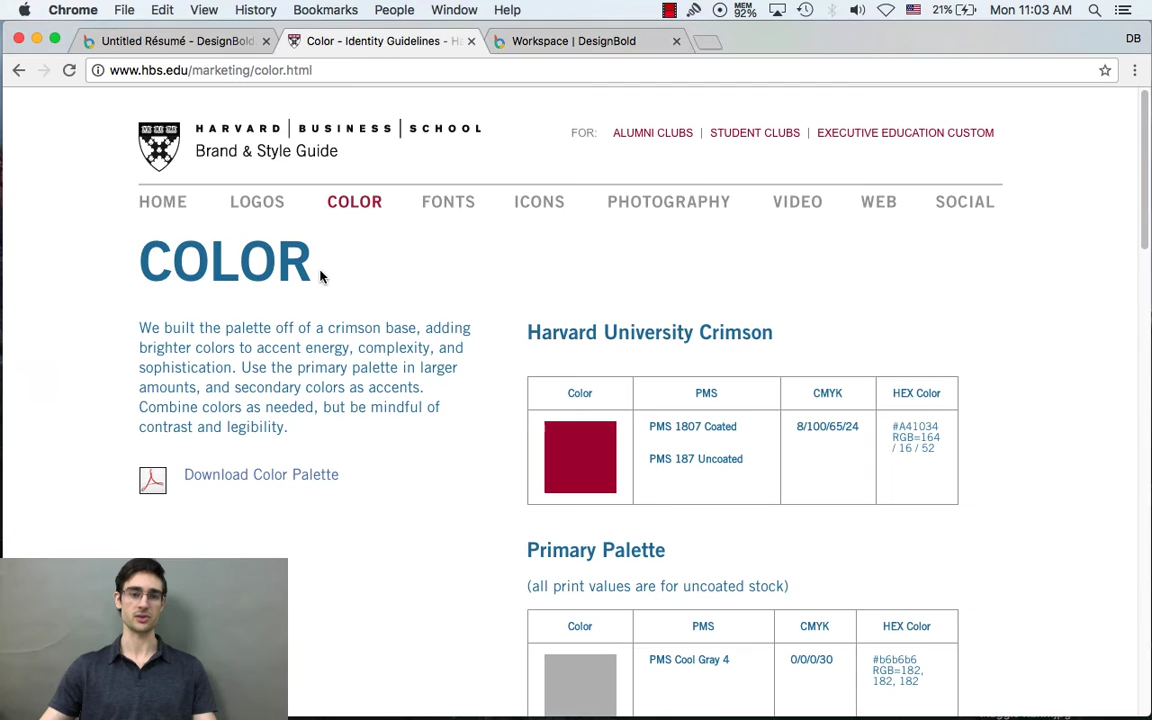 Chrome File Edit View History Bookmarks People Window Help MEM 92% 21% Mon 11:03 AM
Untitled Résumé - DesignBold
Color - Identity Guidelines - H
Workspace | DesignBold
DB
www.hbs.edu/marketing/color.html
HARVARD | BUSINESS | SCHOOL
Brand & Style Guide
FOR: ALUMNI CLUBS | STUDENT CLUBS | EXECUTIVE EDUCATION CUSTOM
HOME LOGOS COLOR FONTS ICONS PHOTOGRAPHY VIDEO WEB SOCIAL
COLOR
We built the palette off of a crimson base, adding
brighter colors to accent energy, complexity, and
sophistication. Use the primary palette in larger
amounts, and secondary colors as accents.
Combine colors as needed, but be mindful of
contrast and legibility.
Download Color Palette
Harvard University Crimson
Color PMS CMYK HEX Color
PMS 1807 Coated 8/100/65/24 #A41034
RGB=164
/ 16 / 52
PMS 187 Uncoated
Primary Palette
(all print values are for uncoated stock)
Color PMS CMYK HEX Color
PMS Cool Gray 4 0/0/0/30 #b6b6b6
RGB=182,
182, 182